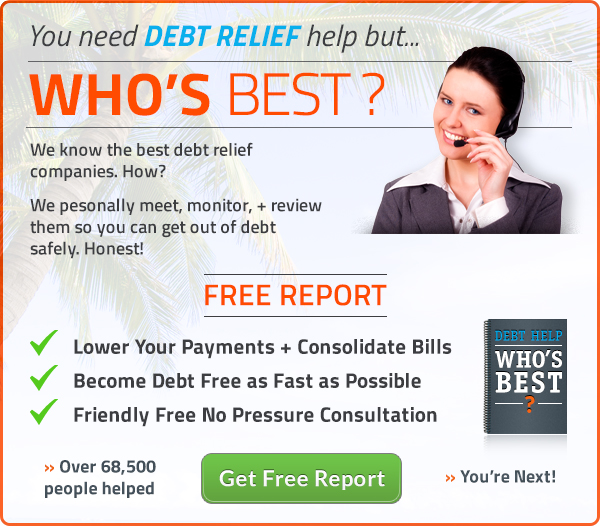 You need DEBT RELIEF help but...
WHO'S BEST?
We know the best debt relief
companies. How?
We pesonally meet, monitor, + review
them so you can get out of debt
safely. Honest!
FREE REPORT
Lower Your Payments + Consolidate Bills
Become Debt Free as Fast as Possible
Friendly Free No Pressure Consultation
DEBT HELP
WHO'S
BEST
?
» Over 68,500
people helped
Get Free Report
» You're Next!